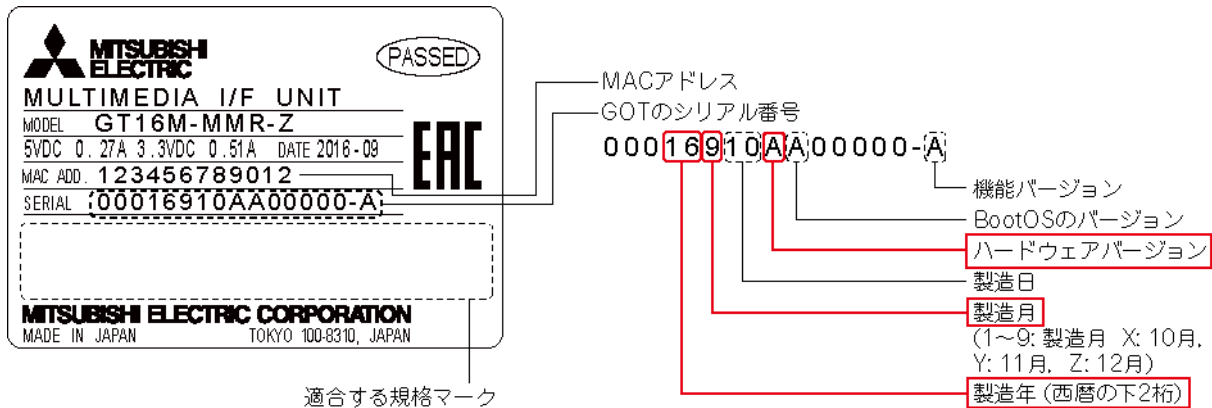 MITSUBISHI
ELECTRIC
PASSED
MULTIMEDIA I/F UNIT
MODEL GT16M-MMR-Z
5VDC 0.27A 3.3VDC 0.51A DATE 2016-09
MAC ADD. 123456789012
SERIAL 00016910AA00000-A
EAC
MITSUBISHI ELECTRIC CORPORATION
MADE IN JAPAN TOKYO 100-8310, JAPAN
適合する規格マーク
MACアドレス
GOTのシリアル番号
00016910AA00000-A
機能バージョン
BootOSのバージョン
ハードウェアバージョン
製造日
製造月
(1～9: 製造月 X: 10月,
Y: 11月, Z: 12月)
製造年 (西暦の下2桁)